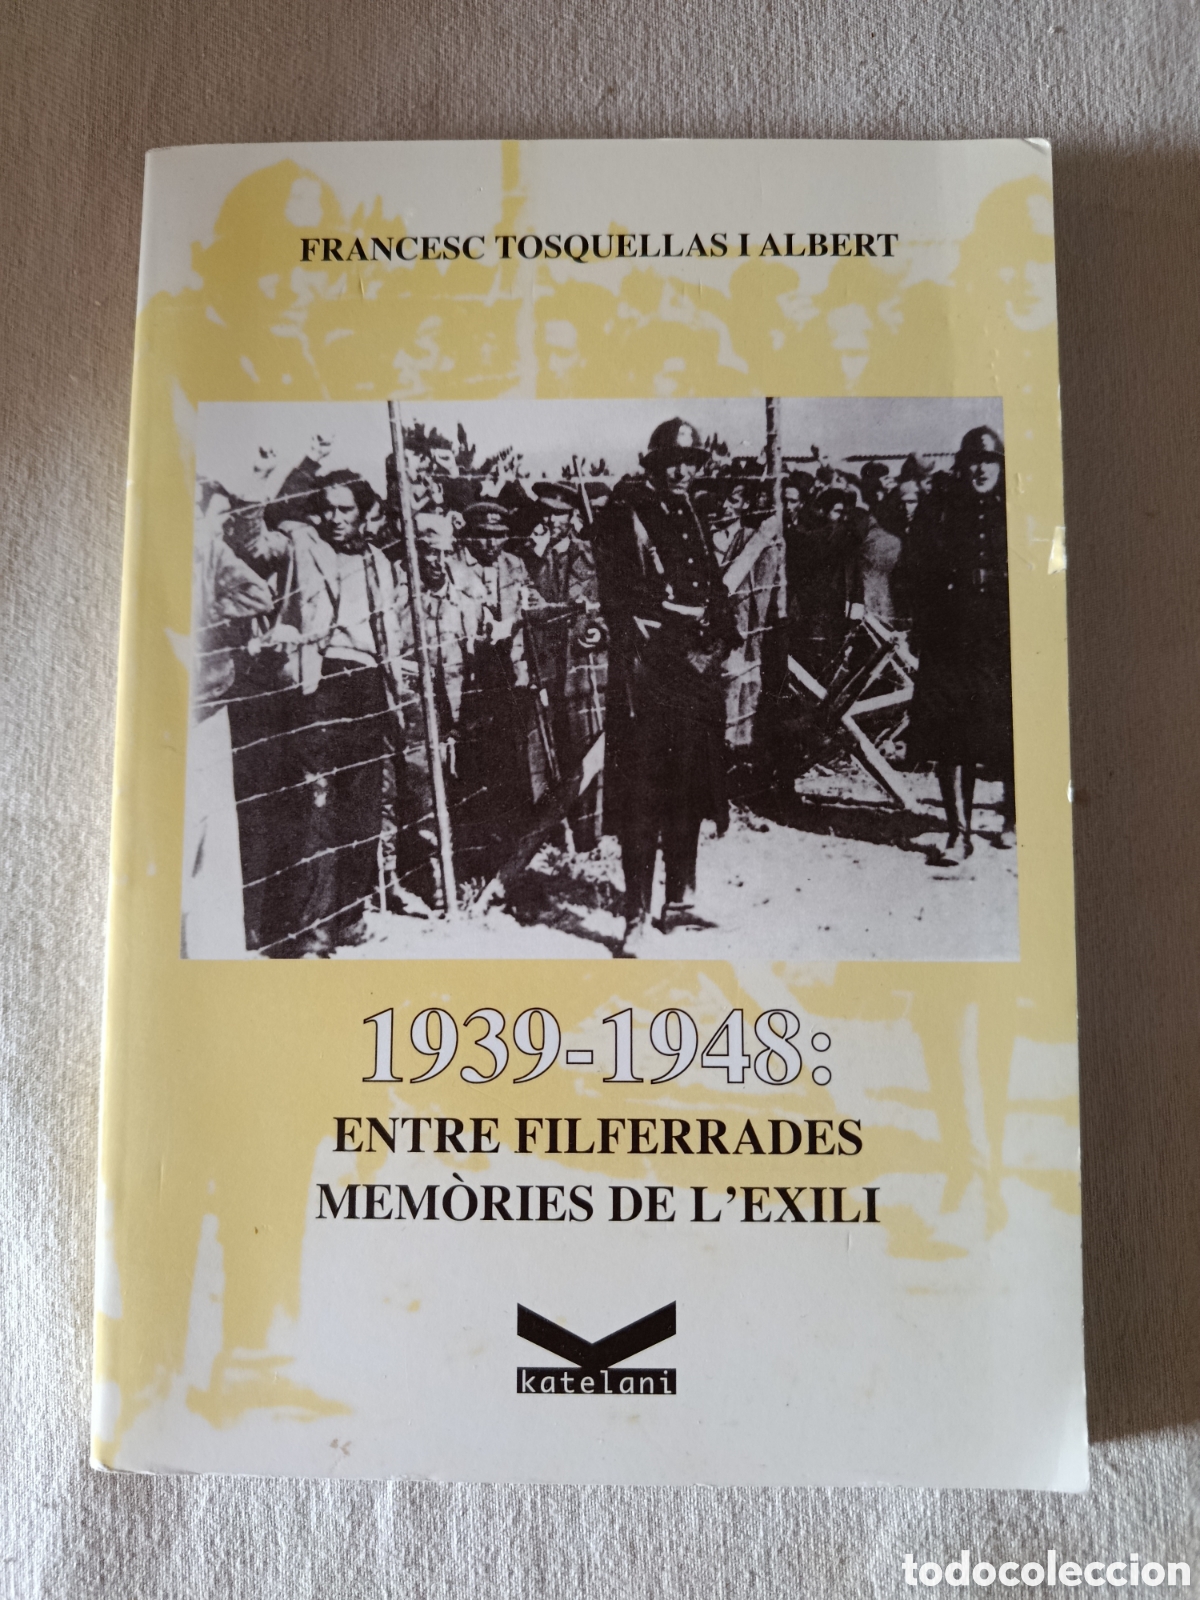 FRANCESC TOSQUELLAS I ALBERT
1939-1948:
ENTRE FILFERRADES
MEMÒRIES DE L'EXILI
katelani
todocoleccion